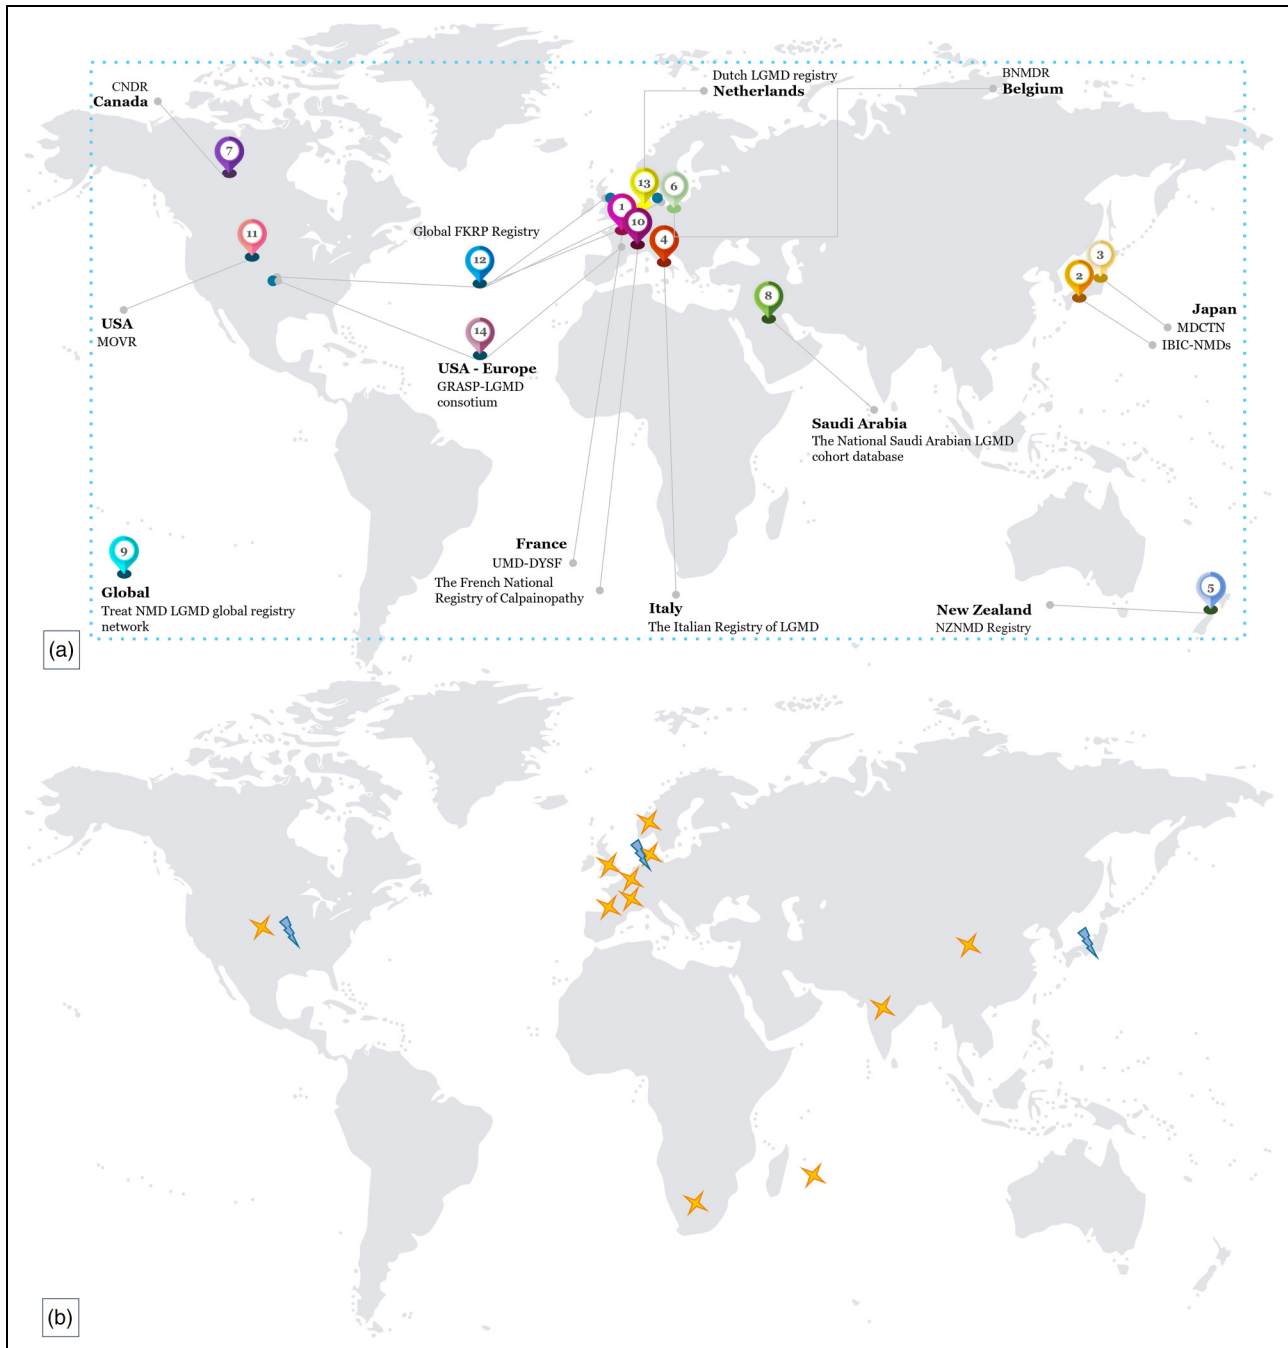 Dutch LGMD registry
Netherlands
BNMDR
Belgium
CNDR
Canada
7
13
6
1
10
4
11
Global FKRP Registry
12
3
2
8
14
Japan
MDCTN
IBIC-NMDs
USA
MOVR
USA - Europe
GRASP-LGMD
consotium
Saudi Arabia
The National Saudi Arabian LGMD
cohort database
9
Global
Treat NMD LGMD global registry
network
France
UMD-DYSF
The French National
Registry of Calpainopathy
Italy
The Italian Registry of LGMD
5
New Zealand
NZNMD Registry
(a)
(b)